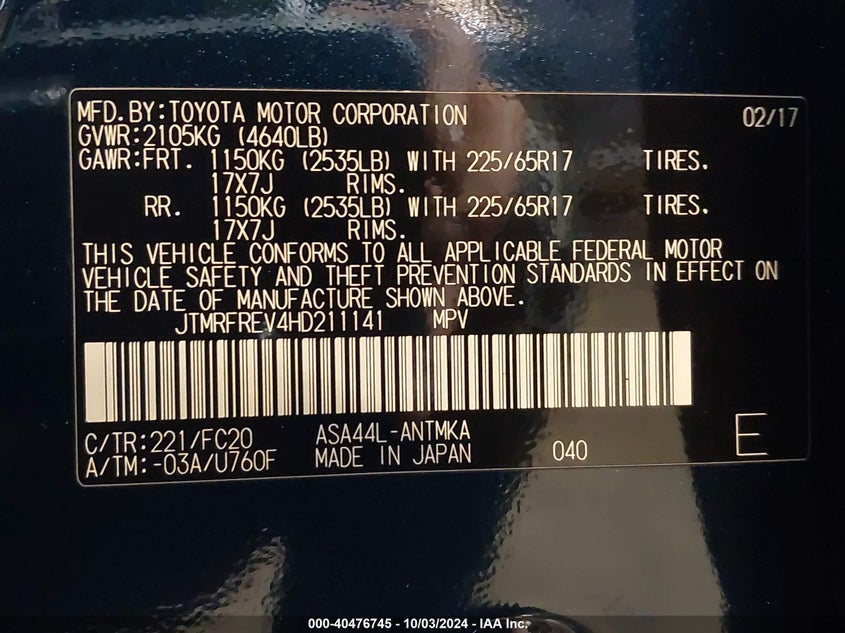 MFD.BY:TOYOTA MOTOR CORPORATION 02/17
GVWR:2105KG (4640LB)
GAWR:FRT. 1150KG (2535LB) WITH 225/65R17 TIRES.
17X7J RIMS.
RR. 1150KG (2535LB) WITH 225/65R17 TIRES.
17X7J RIMS.
THIS VEHICLE CONFORMS TO ALL APPLICABLE FEDERAL MOTOR
VEHICLE SAFETY AND THEFT PREVENTION STANDARDS IN EFFECT ON
THE DATE OF MANUFACTURE SHOWN ABOVE.
JTMRFREV4HD211141 MPV
C/TR:221/FC20 ASA44L-ANTMKA
A/TM:-03A/U760F MADE IN JAPAN 040 E
000-40476745 - 10/03/2024 - IAA Inc.